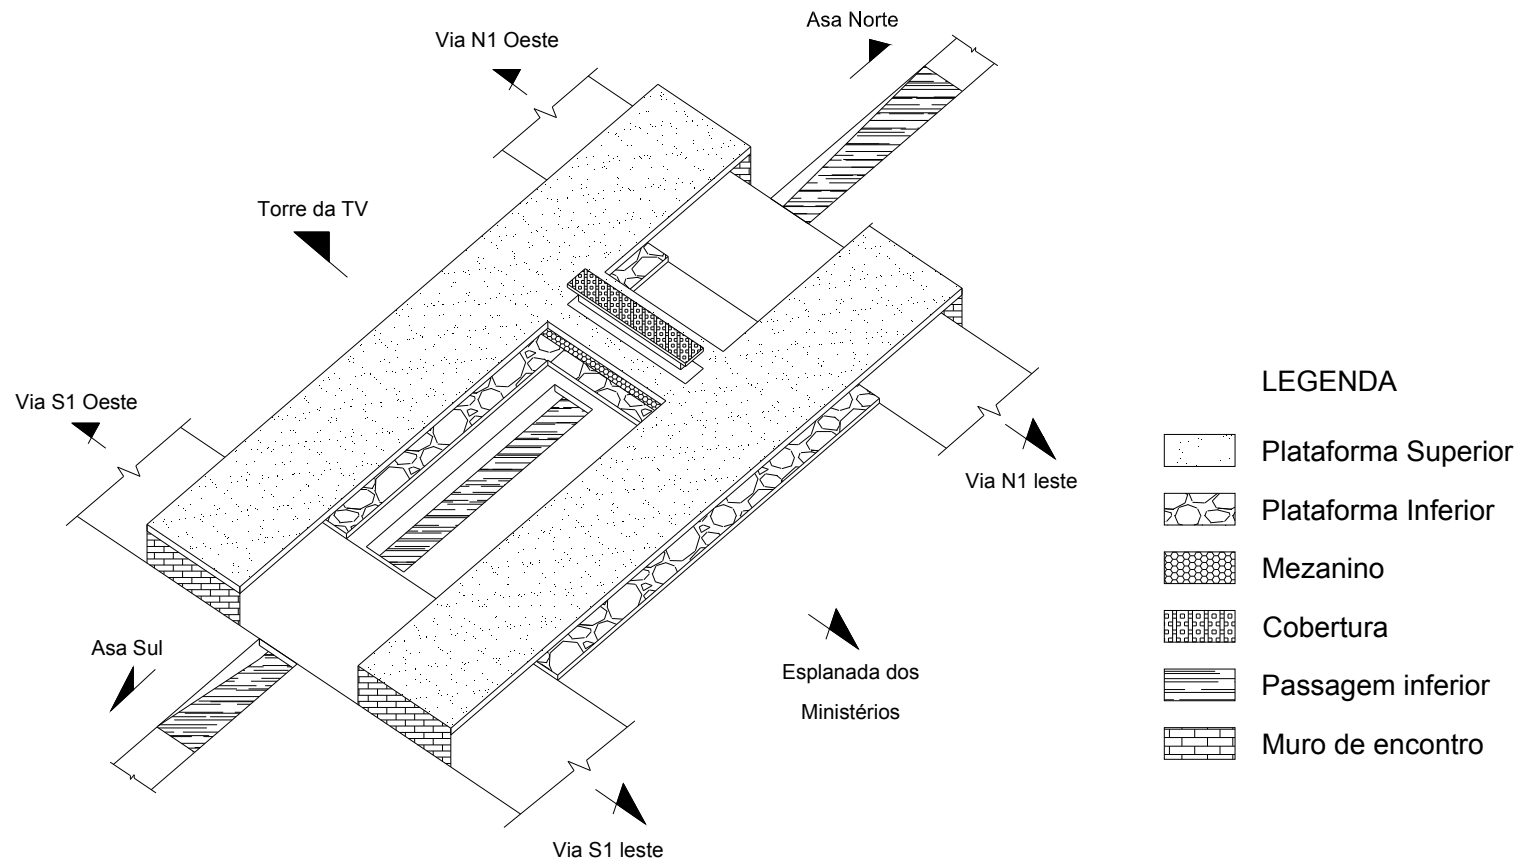 Asa Norte
Via N1 Oeste
Torre da TV
Via S1 Oeste
Via N1 leste
Asa Sul
Esplanada dos
Ministérios
Via S1 leste
LEGENDA
Plataforma Superior
Plataforma Inferior
Mezanino
Cobertura
Passagem inferior
Muro de encontro